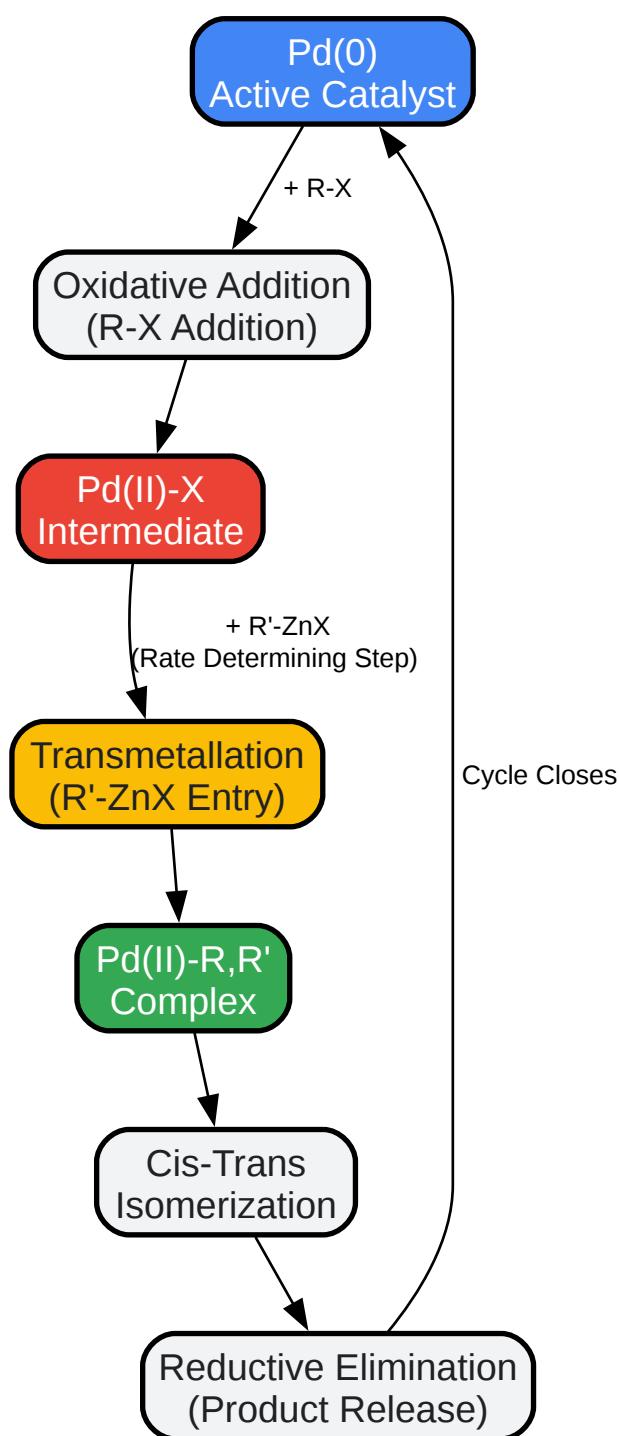 Pd(0)
Active Catalyst
+ R-X
Oxidative Addition
(R-X Addition)
Pd(II)-X
Intermediate
+ R'-ZnX
(Rate Determining Step)
Transmetallation
(R'-ZnX Entry)
Cycle Closes
Pd(II)-R,R'
Complex
Cis-Trans
Isomerization
Reductive Elimination
(Product Release)